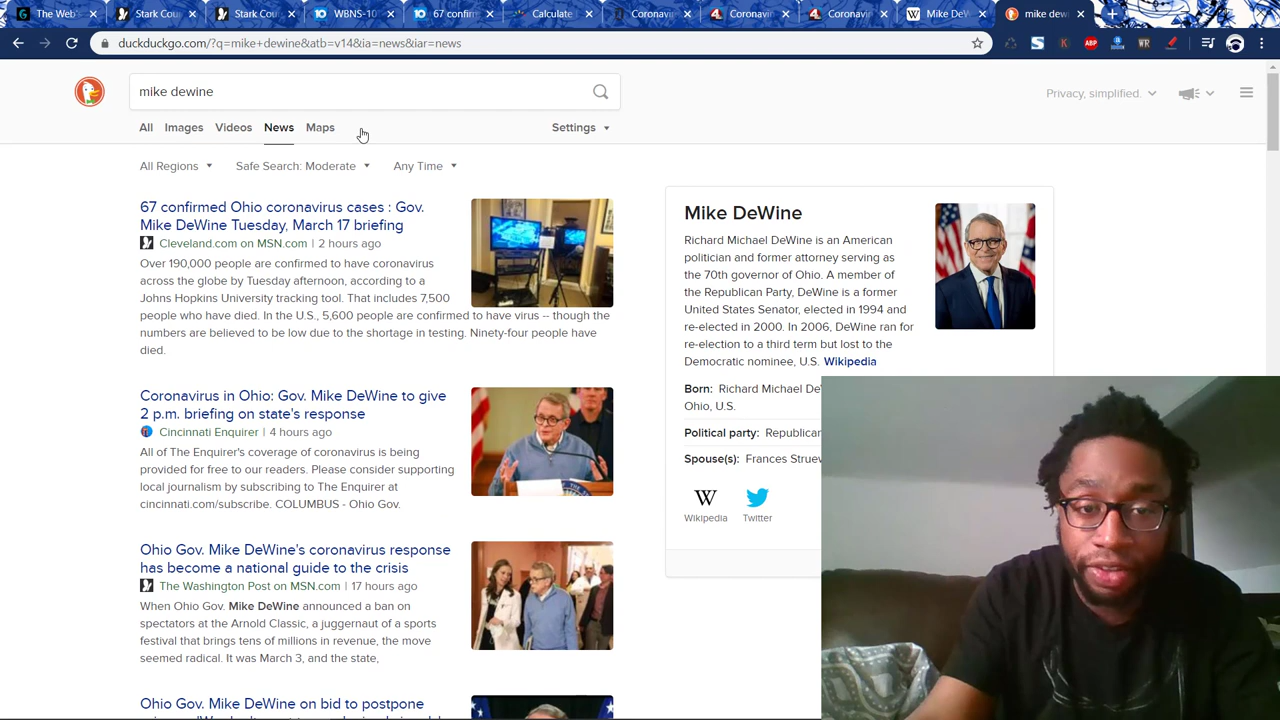 The Web's
Stark Cou
Stark Cou
WBNS-10
67 confirm
Calculate
Coronavir
Coronavir
Coronavir
Mike DeW
mike dewi
duckduckgo.com/?q=mike+dewine&atb=v14&ia=news&iar=news
ABP
WR
mike dewine
Privacy, simplified.
All Images Videos News Maps
Settings
All Regions Safe Search: Moderate Any Time
67 confirmed Ohio coronavirus cases : Gov.
Mike DeWine Tuesday, March 17 briefing
Cleveland.com on MSN.com | 2 hours ago
Over 190,000 people are confirmed to have coronavirus
across the globe by Tuesday afternoon, according to a
Johns Hopkins University tracking tool. That includes 7,500
people who have died. In the U.S., 5,600 people are confirmed to have virus -- though the
numbers are believed to be low due to the shortage in testing. Ninety-four people have
died.
Coronavirus in Ohio: Gov. Mike DeWine to give
2 p.m. briefing on state's response
Cincinnati Enquirer | 4 hours ago
All of The Enquirer's coverage of coronavirus is being
provided for free to our readers. Please consider supporting
local journalism by subscribing to The Enquirer at
cincinnati.com/subscribe. COLUMBUS - Ohio Gov.
Ohio Gov. Mike DeWine's coronavirus response
has become a national guide to the crisis
The Washington Post on MSN.com | 17 hours ago
When Ohio Gov. Mike DeWine announced a ban on
spectators at the Arnold Classic, a juggernaut of a sports
festival that brings tens of millions in revenue, the move
seemed radical. It was March 3, and the state,
Ohio Gov. Mike DeWine on bid to postpone
Mike DeWine
Richard Michael DeWine is an American
politician and former attorney serving as
the 70th governor of Ohio. A member of
the Republican Party, DeWine is a former
United States Senator, elected in 1994 and
re-elected in 2000. In 2006, DeWine ran for
re-election to a third term but lost to the
Democratic nominee, U.S. Wikipedia
Born: Richard Michael De
Ohio, U.S.
Political party: Republican
Spouse(s): Frances Struew
W
Wikipedia Twitter